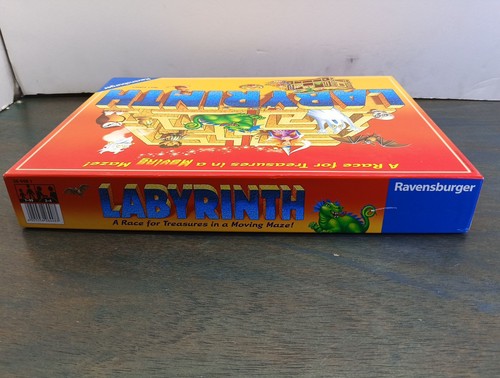 LABYRINTH
A Race for Treasures in a Moving Maze!
LABYRINTH
A Race for Treasures in a Moving Maze!
Ravensburger